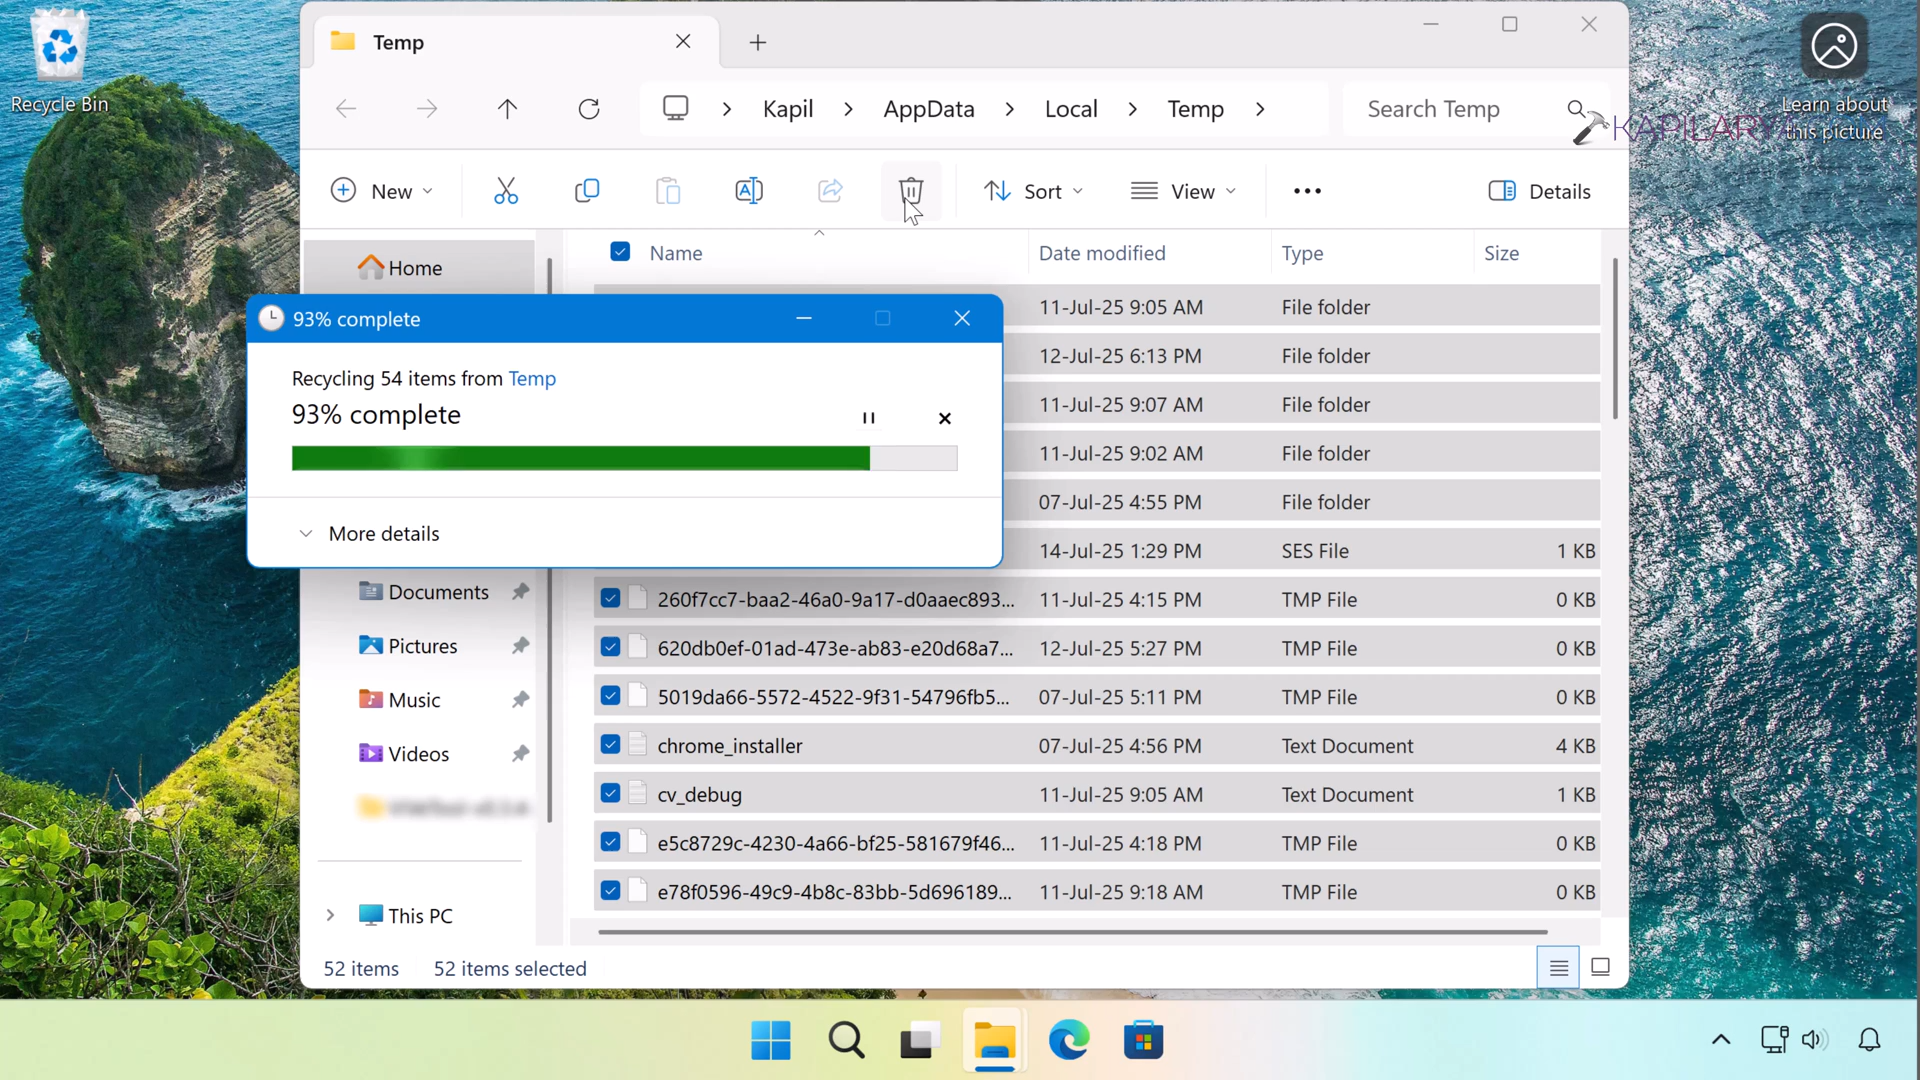 Recycle Bin
Temp
Kapil
AppData
Local
Temp
Search Temp
Learn about
this picture
KAPILARYA
New
Sort
View
Details
Name
Date modified
Type
Size
Home
11-Jul-25 9:05 AM
File folder
12-Jul-25 6:13 PM
File folder
11-Jul-25 9:07 AM
File folder
11-Jul-25 9:02 AM
File folder
07-Jul-25 4:55 PM
File folder
14-Jul-25 1:29 PM
SES File
1 KB
93% complete
Recycling 54 items from Temp
93% complete
More details
Documents
Pictures
Music
Videos
This PC
260f7cc7-baa2-46a0-9a17-d0aaec893...
11-Jul-25 4:15 PM
TMP File
0 KB
620db0ef-01ad-473e-ab83-e20d68a7...
12-Jul-25 5:27 PM
TMP File
0 KB
5019da66-5572-4522-9f31-54796fb5...
07-Jul-25 5:11 PM
TMP File
0 KB
chrome_installer
07-Jul-25 4:56 PM
Text Document
4 KB
cv_debug
11-Jul-25 9:05 AM
Text Document
1 KB
e5c8729c-4230-4a66-bf25-581679f46...
11-Jul-25 4:18 PM
TMP File
0 KB
e78f0596-49c9-4b8c-83bb-5d696189...
11-Jul-25 9:18 AM
TMP File
0 KB
52 items
52 items selected